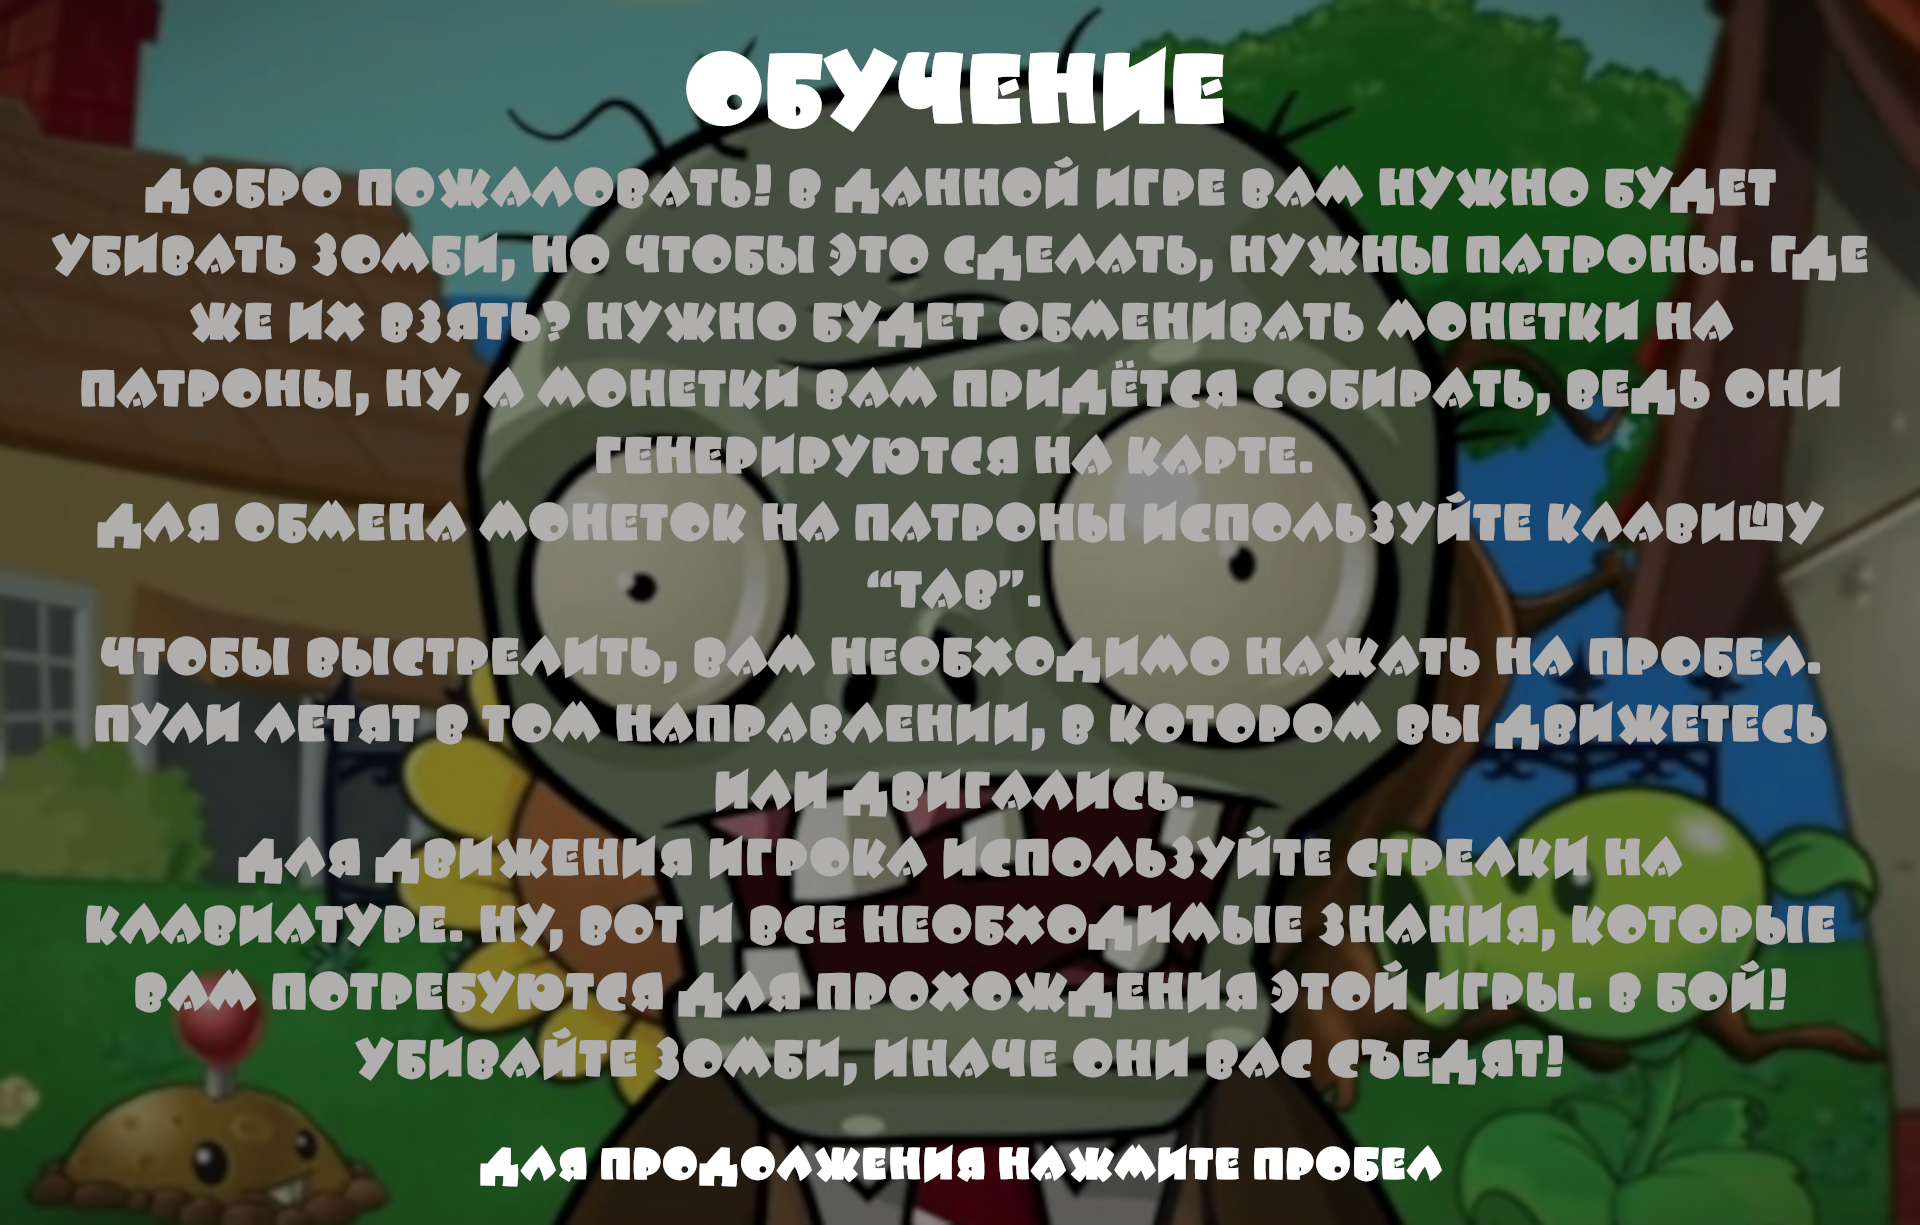 ОБУЧЕНИЕ
ДОБРО ПОЖАЛОВАТЬ! В ДАННОЙ ИГРЕ ВАМ НУЖНО БУДЕТ
УБИВАТЬ ЗОМБИ, НО ЧТОБЫ ЭТО СДЕЛАТЬ, НУЖНЫ ПАТРОНЫ. ГДЕ
ЖЕ ИХ ВЗЯТЬ? НУЖНО БУДЕТ ОБМЕНИВАТЬ МОНЕТКИ НА
ПАТРОНЫ, НУ, А МОНЕТКИ ВАМ ПРИДЁТСЯ СОБИРАТЬ, ВЕДЬ ОНИ
ГЕНЕРИРУЮТСЯ НА КАРТЕ.
ДЛЯ ОБМЕНА МОНЕТОК НА ПАТРОНЫ ИСПОЛЬЗУЙТЕ КЛАВИШУ
“TAB”.
ЧТОБЫ ВЫСТРЕЛИТЬ, ВАМ НЕОБХОДИМО НАЖАТЬ НА ПРОБЕЛ.
ПУЛИ ЛЕТЯТ В ТОМ НАПРАВЛЕНИИ, В КОТОРОМ ВЫ ДВИЖЕТЕСЬ
ИЛИ ДВИГАЛИСЬ.
ДЛЯ ДВИЖЕНИЯ ИГРОКА ИСПОЛЬЗУЙТЕ СТРЕЛКИ НА
КЛАВИАТУРЕ. НУ, ВОТ И ВСЕ НЕОБХОДИМЫЕ ЗНАНИЯ, КОТОРЫЕ
ВАМ ПОТРЕБУЮТСЯ ДЛЯ ПРОХОЖДЕНИЯ ЭТОЙ ИГРЫ. В БОЙ!
УБИВАЙТЕ ЗОМБИ, ИНАЧЕ ОНИ ВАС СЪЕДЯТ!
ДЛЯ ПРОДОЛЖЕНИЯ НАЖМИТЕ ПРОБЕЛ